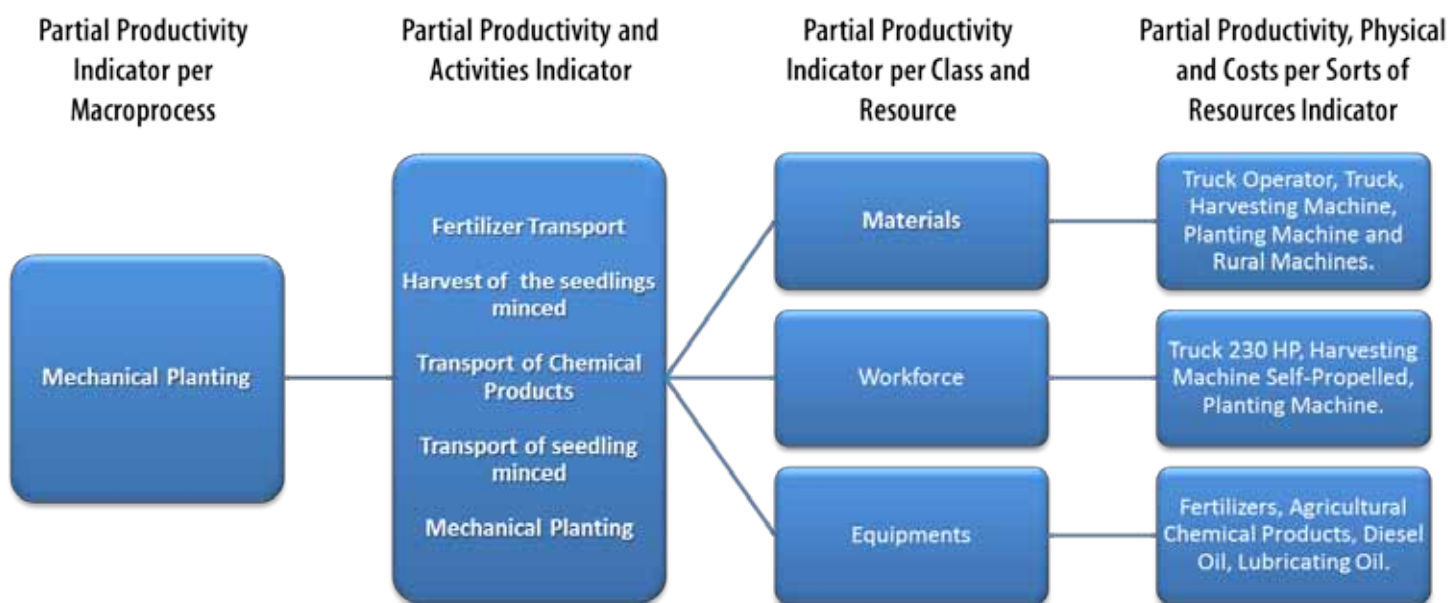 Partial Productivity
Indicator per
Macroprocess
Partial Productivity and
Activities Indicator
Partial Productivity
Indicator per Class and
Resource
Partial Productivity, Physical
and Costs per Sorts of
Resources Indicator
Mechanical Planting
Fertilizer Transport
Harvest of the seedlings
minced
Transport of Chemical
Products
Transport of seedling
minced
Mechanical Planting
Materials
Workforce
Equipments
Truck Operator, Truck,
Harvesting Machine,
Planting Machine and
Rural Machines.
Truck 230 HP, Harvesting
Machine Self-Propelled,
Planting Machine.
Fertilizers, Agricultural
Chemical Products, Diesel
Oil, Lubricating Oil.